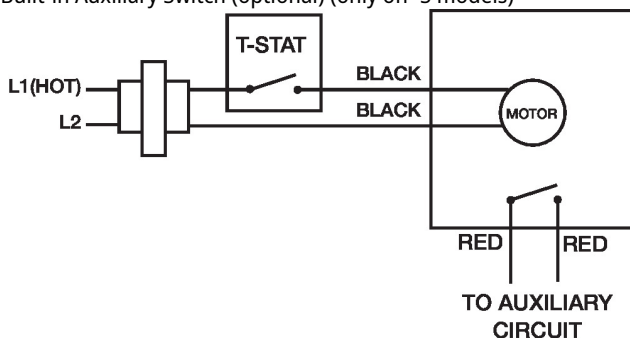 Built-in Auxiliary Switch (optional) (only on -S models)
T-STAT
L1(HOT)
BLACK
BLACK
L2
MOTOR
RED
RED
TO AUXILIARY
CIRCUIT